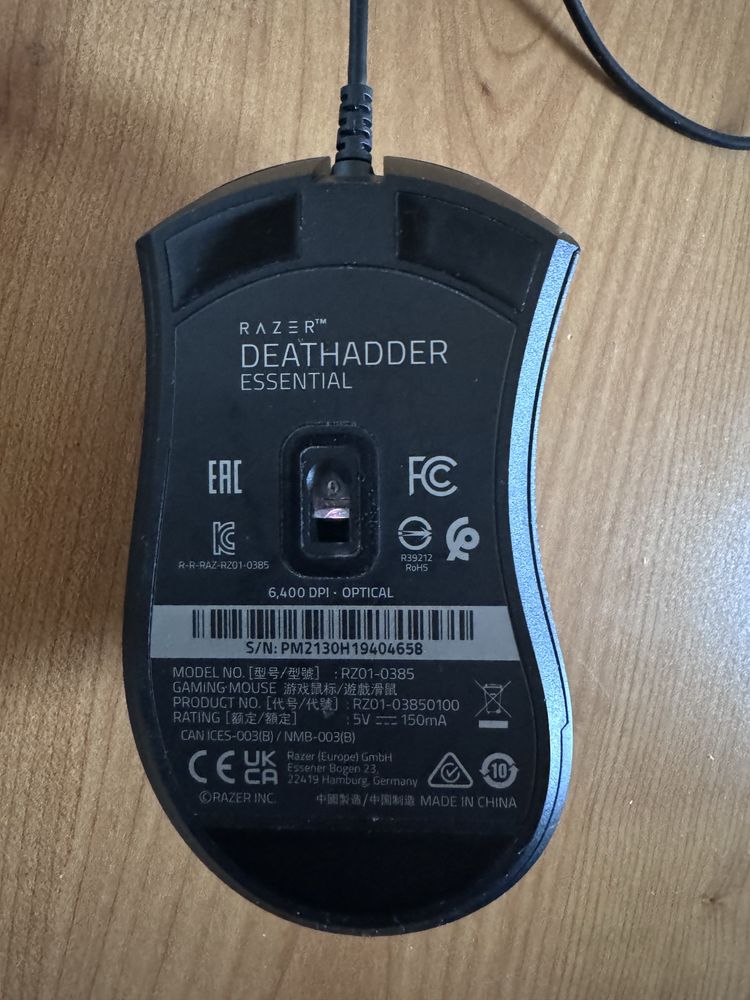 RAZER™
DEATHADDER
ESSENTIAL
EAC
FC
R-R-RAZ-RZ01-0385
R39212
RoHS
6,400 DPI · OPTICAL
S/N: PM2130H19404658
MODEL NO. [型号/型號] : RZ01-0385
GAMING MOUSE 游戏鼠标/遊戲滑鼠
PRODUCT NO. [代号/代號] : RZ01-03850100
RATING [额定/額定] : 5V ⎓ 150mA
CAN ICES-003(B) / NMB-003(B)
CE UK CA
Razer (Europe) GmbH
Essener Bogen 23,
22419 Hamburg, Germany
10
©RAZER INC.
中國製造/中国制造 MADE IN CHINA